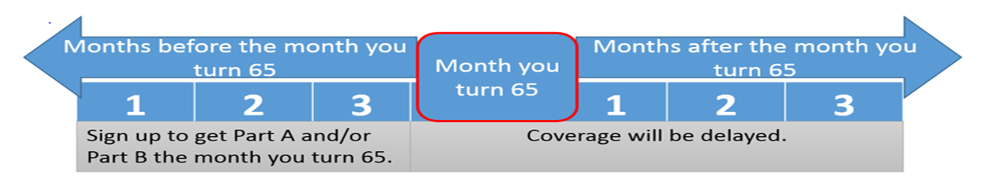 Months before the month you
turn 65
Month you
turn 65
Months after the month you
turn 65
1 2 3 1 2 3
Sign up to get Part A and/or
Part B the month you turn 65.
Coverage will be delayed.